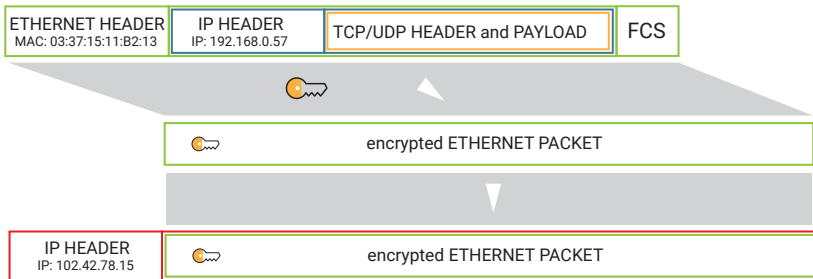 ETHERNET HEADER
MAC: 03:37:15:11:B2:13
IP HEADER
IP: 192.168.0.57
TCP/UDP HEADER and PAYLOAD
FCS
encrypted ETHERNET PACKET
IP HEADER
IP: 102.42.78.15
encrypted ETHERNET PACKET